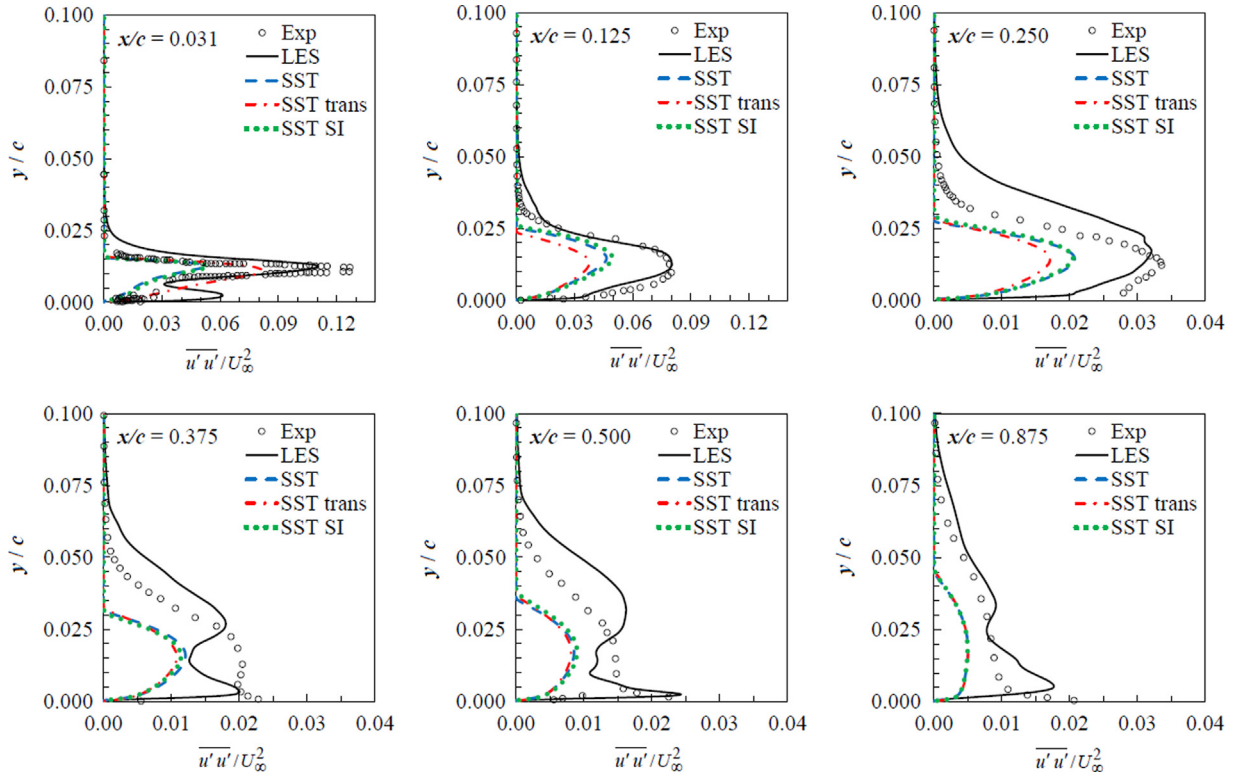 x/c = 0.031
Exp
LES
SST
SST trans
SST SI
y / c
0.100
0.075
0.050
0.025
0.000
0.00 0.03 0.06 0.09 0.12
u′ u′/U∞²
x/c = 0.125
Exp
LES
SST
SST trans
SST SI
y / c
0.100
0.075
0.050
0.025
0.000
0.00 0.03 0.06 0.09 0.12
u′ u′/U∞²
x/c = 0.250
Exp
LES
SST
SST trans
SST SI
y / c
0.100
0.075
0.050
0.025
0.000
0.00 0.01 0.02 0.03 0.04
u′ u′/U∞²
x/c = 0.375
Exp
LES
SST
SST trans
SST SI
y / c
0.100
0.075
0.050
0.025
0.000
0.00 0.01 0.02 0.03 0.04
u′ u′/U∞²
x/c = 0.500
Exp
LES
SST
SST trans
SST SI
y / c
0.100
0.075
0.050
0.025
0.000
0.00 0.01 0.02 0.03 0.04
u′ u′/U∞²
x/c = 0.875
Exp
LES
SST
SST trans
SST SI
y / c
0.100
0.075
0.050
0.025
0.000
0.00 0.01 0.02 0.03 0.04
u′ u′/U∞²